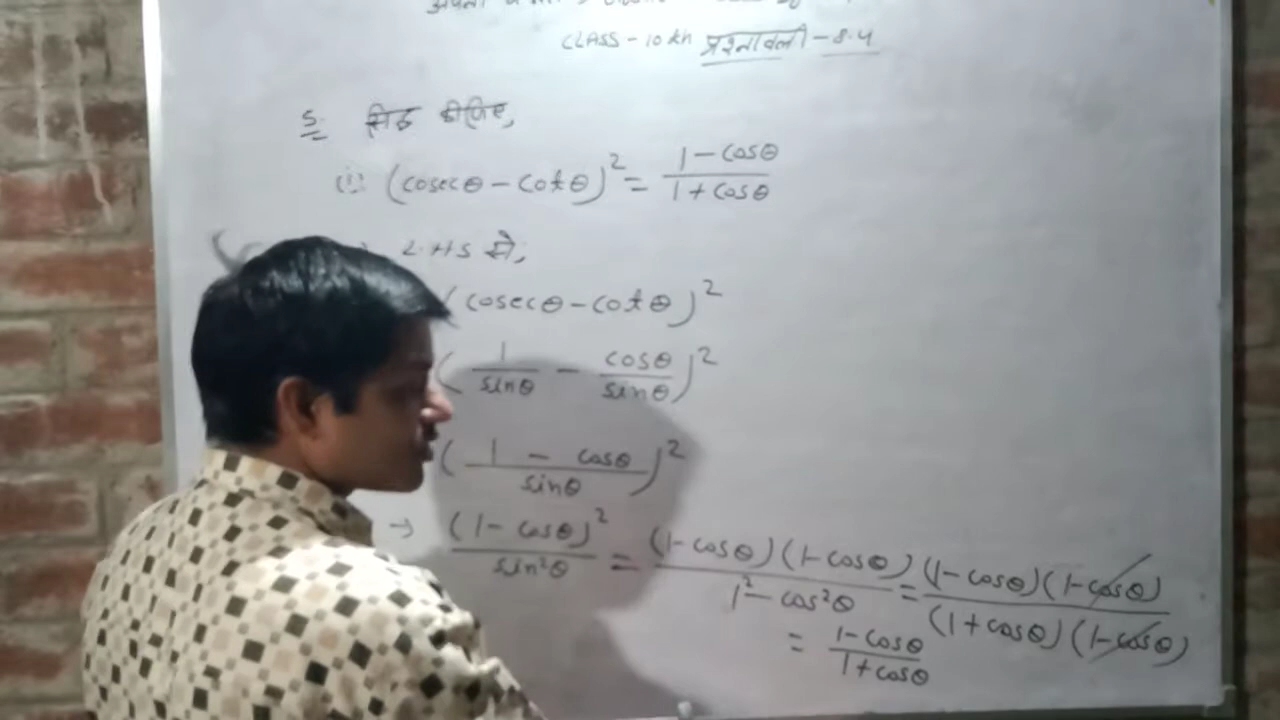 CLASS-10th प्रश्नावली-8.4
5. सिद्ध कीजिए,
(i) (cosecθ - cotθ)² = (1 - cosθ)/(1 + cosθ)
L.HS से,
(cosecθ - cotθ)²
(1/sinθ - cosθ/sinθ)²
((1 - cosθ)/sinθ)²
→ (1 - cosθ)²/sin²θ = (1 - cosθ)(1 - cosθ)/(1² - cos²θ) = (1 - cosθ)(1 - cosθ)/((1 + cosθ)(1 - cosθ))
= (1 - cosθ)/(1 + cosθ)